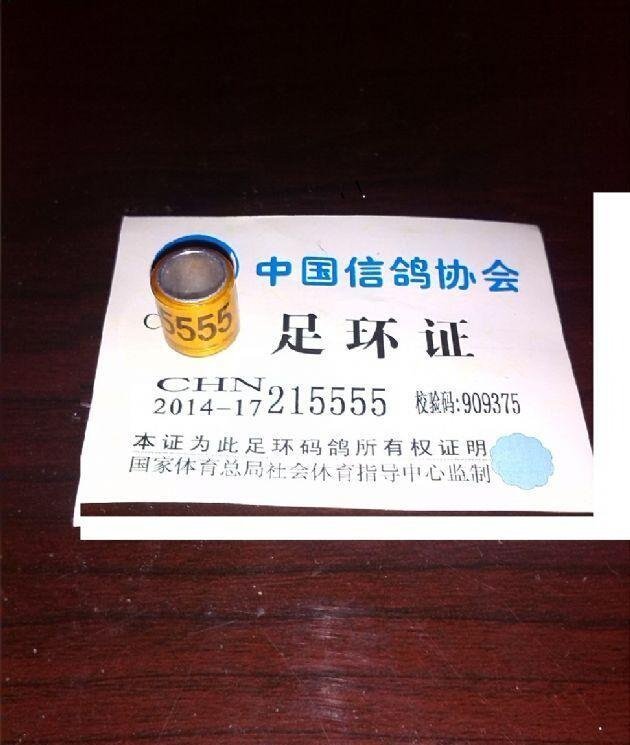 中国信鸽协会
5555
足环证
CHN
2014-17 215555 校验码:909375
本证为此足环码鸽所有权证明
国家体育总局社会体育指导中心监制